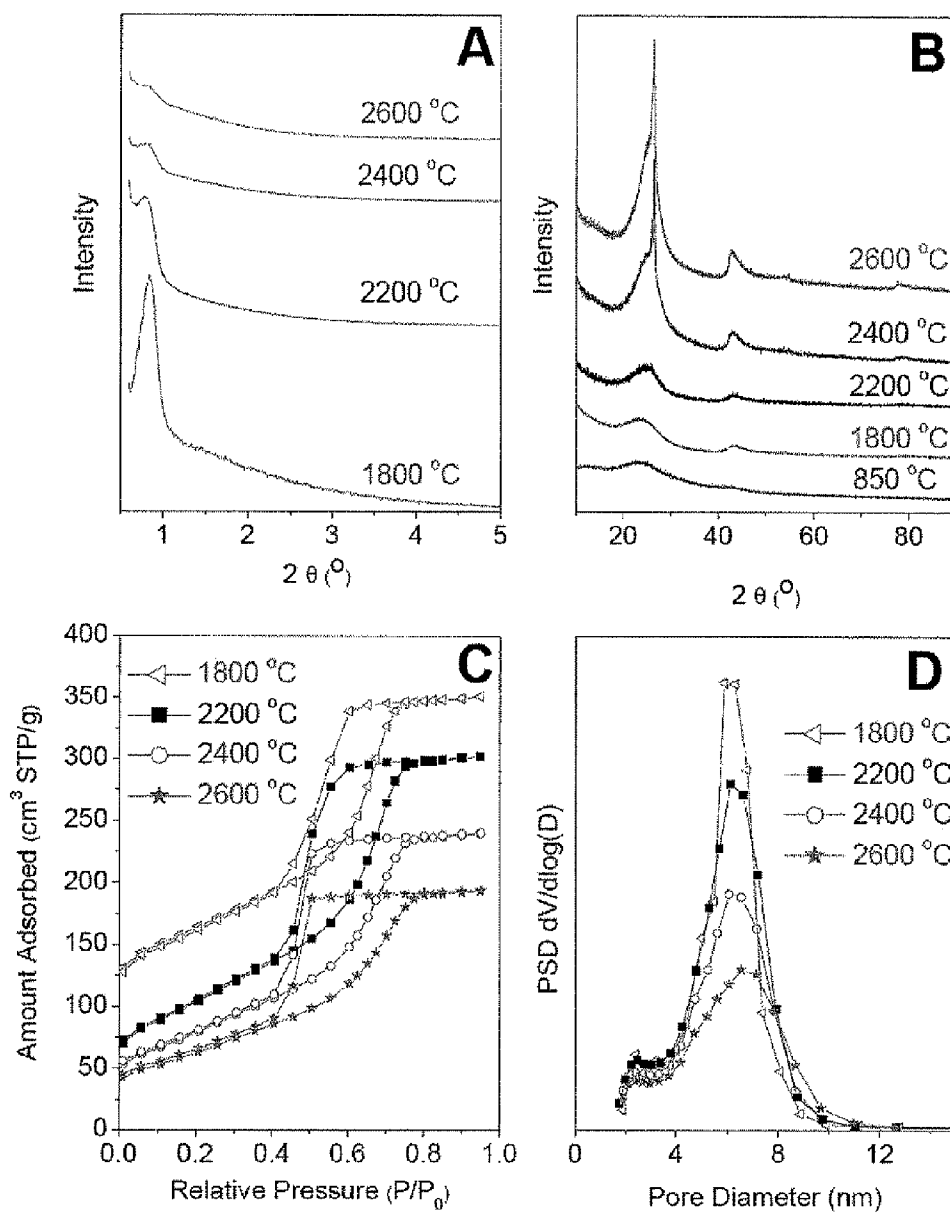 A
2600 °C
2400 °C
2200 °C
1800 °C
Intensity
1
2
3
4
5
2 θ (°)
B
2600 °C
2400 °C
2200 °C
1800 °C
850 °C
Intensity
20
40
60
80
2 θ (°)
C
1800 °C
2200 °C
2400 °C
2600 °C
400
350
300
250
200
150
100
50
0
Amount Adsorbed (cm³ STP/g)
0.0
0.2
0.4
0.6
0.8
1.0
Relative Pressure (P/P₀)
D
1800 °C
2200 °C
2400 °C
2600 °C
PSD dV/dlog(D)
0
4
8
12
Pore Diameter (nm)